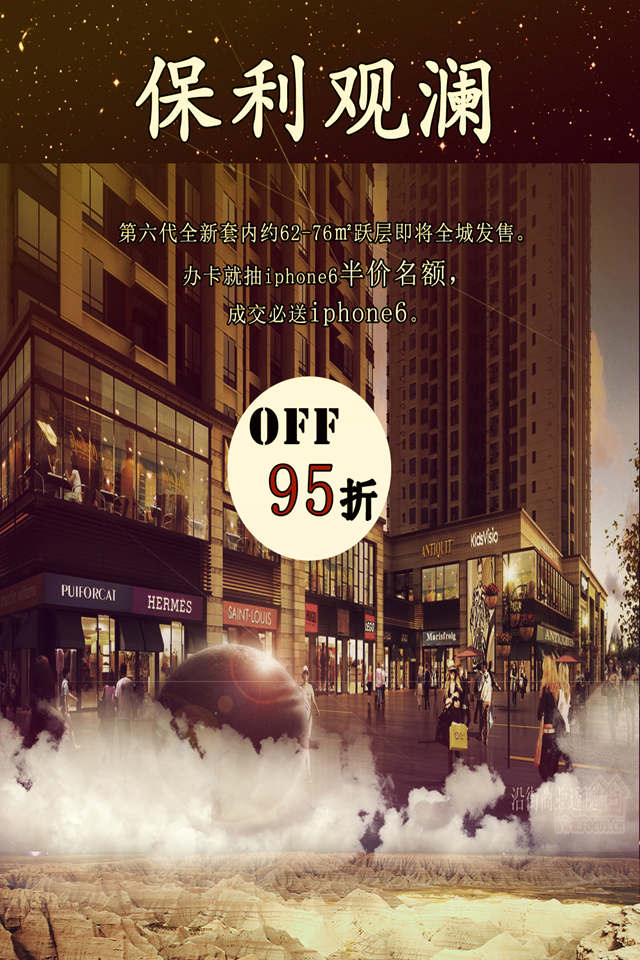 保利观澜
第六代全新套内约62-76㎡跃层即将全城发售。
办卡就抽iphone6半价名额，
成交必送iphone6。
OFF
95折
ANTIQUIT
KidsVisio
PUIFORCAT
HERMÈS
SAINT-LOUIS
LEGO